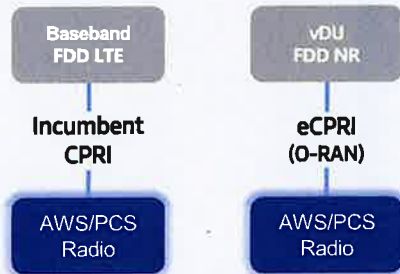 Baseband
FDD LTE
vDU
FDD NR
Incumbent
CPRI
eCPRI
(O-RAN)
AWS/PCS
Radio
AWS/PCS
Radio